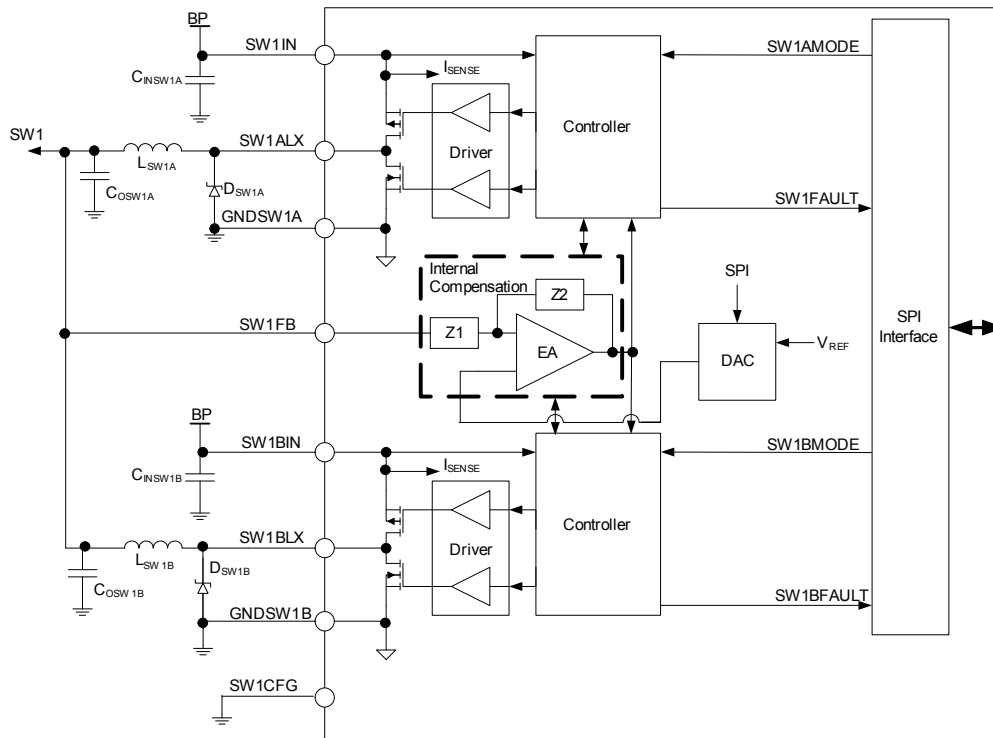 BP
SW1IN
SW1AMODE
CINSW1A
ISENSE
Controller
SW1
SW1ALX
LSW1A
Driver
COSW1A
DSW1A
SW1FAULT
GNDSW1A
Internal
Compensation
Z2
SPI
SPI
Interface
SW1FB
Z1
EA
VREF
DAC
BP
SW1BIN
SW1BMODE
CINSW1B
ISENSE
Controller
SW1BLX
LSW1B
Driver
DSW1B
COSW1B
SW1BFAULT
GNDSW1B
SW1CFG